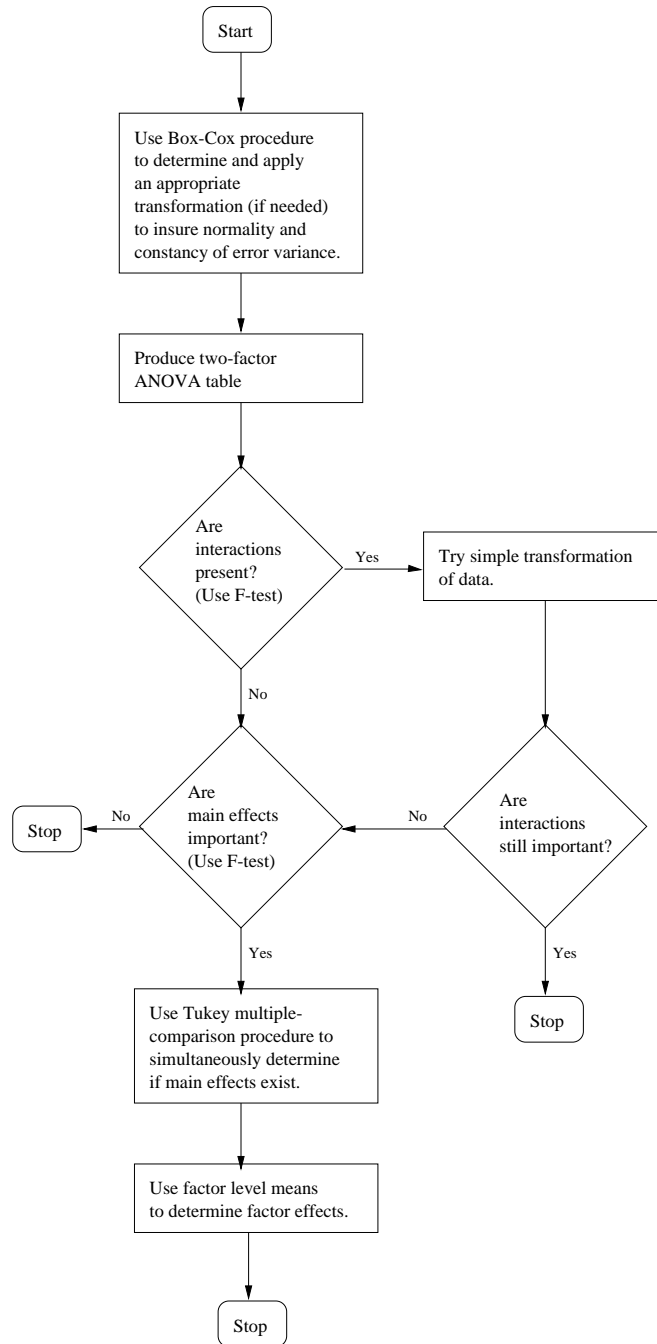 Start
Use Box-Cox procedure
to determine and apply
an appropriate
transformation (if needed)
to insure normality and
constancy of error variance.
Produce two-factor
ANOVA table
Are
interactions
present?
(Use F-test)
Yes
Try simple transformation
of data.
No
Are
main effects
important?
(Use F-test)
No
Stop
No
Are
interactions
still important?
Yes
Yes
Stop
Use Tukey multiple-
comparison procedure to
simultaneously determine
if main effects exist.
Use factor level means
to determine factor effects.
Stop